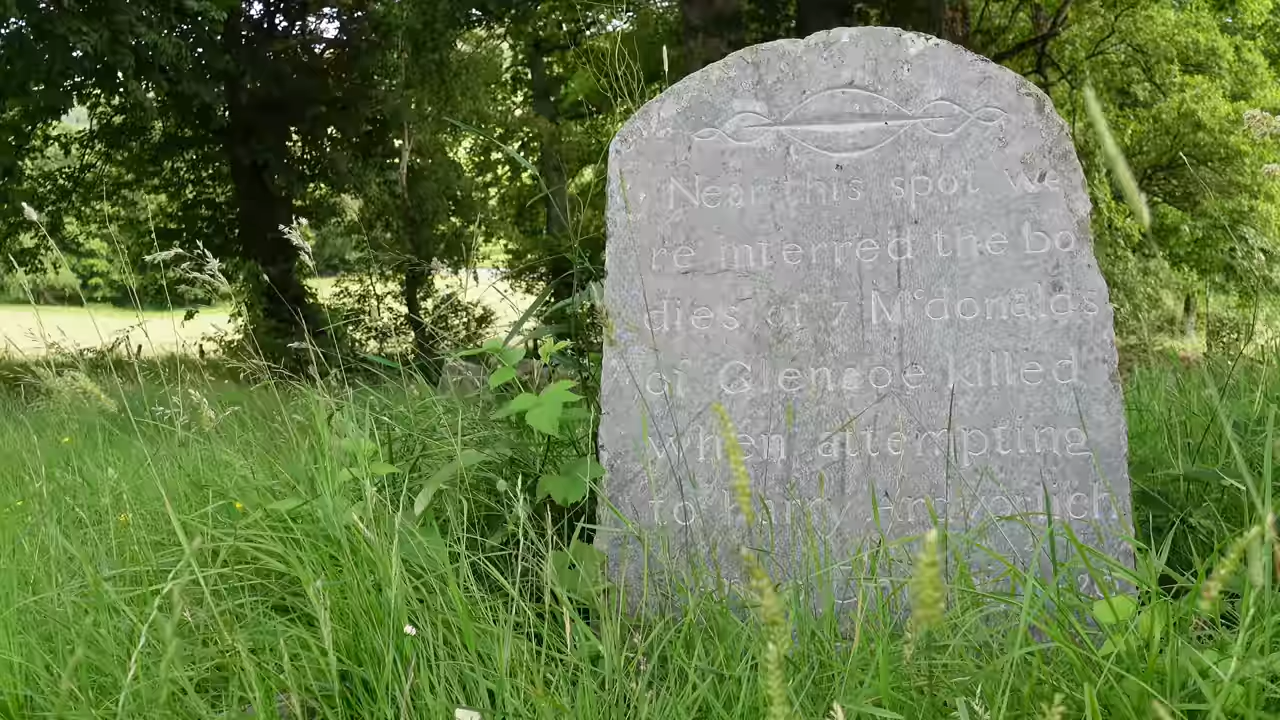 Near this spot we
re interred the bo
dies of 7 Mcdonalds
of Glencoe killed
when attempting
to harry Ardvorlich